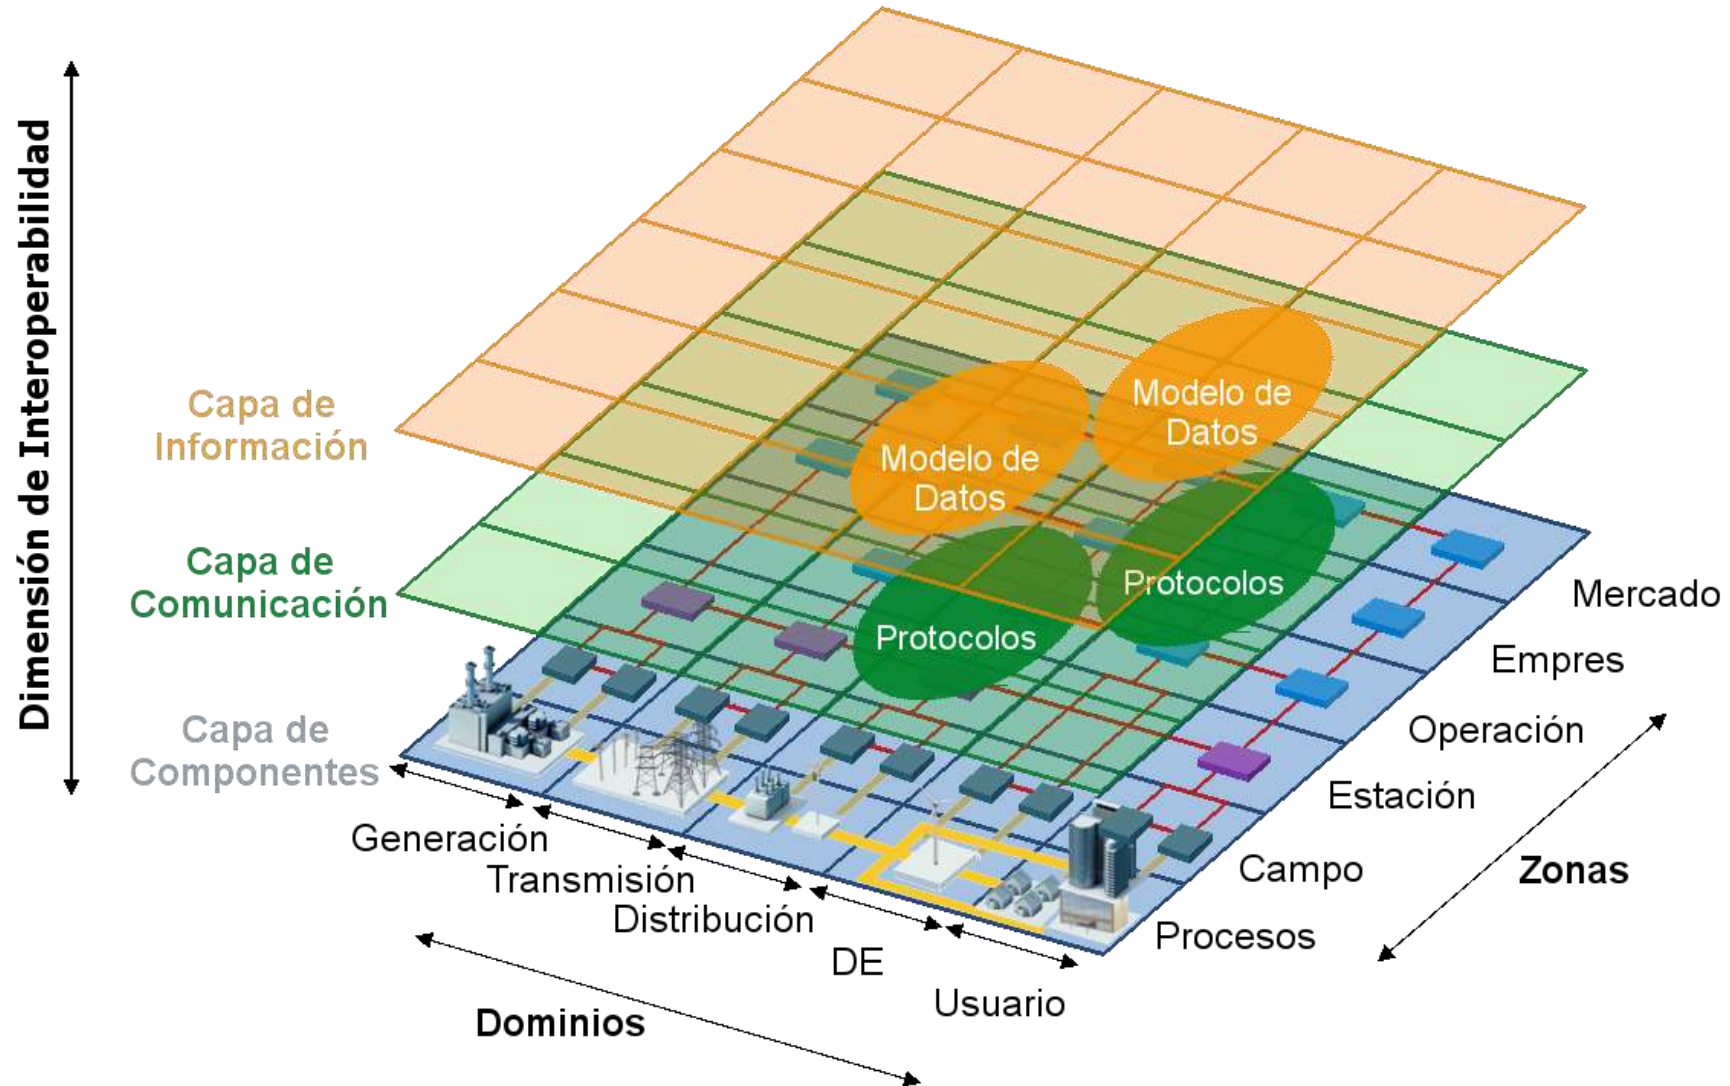 Dimensión de Interoperabilidad
Capa de
Información
Capa de
Comunicación
Capa de
Componentes
Modelo de
Datos
Modelo de
Datos
Protocolos
Protocolos
Mercado
Empres
Operación
Estación
Campo
Procesos
Zonas
Generación
Transmisión
Distribución
DE
Usuario
Dominios